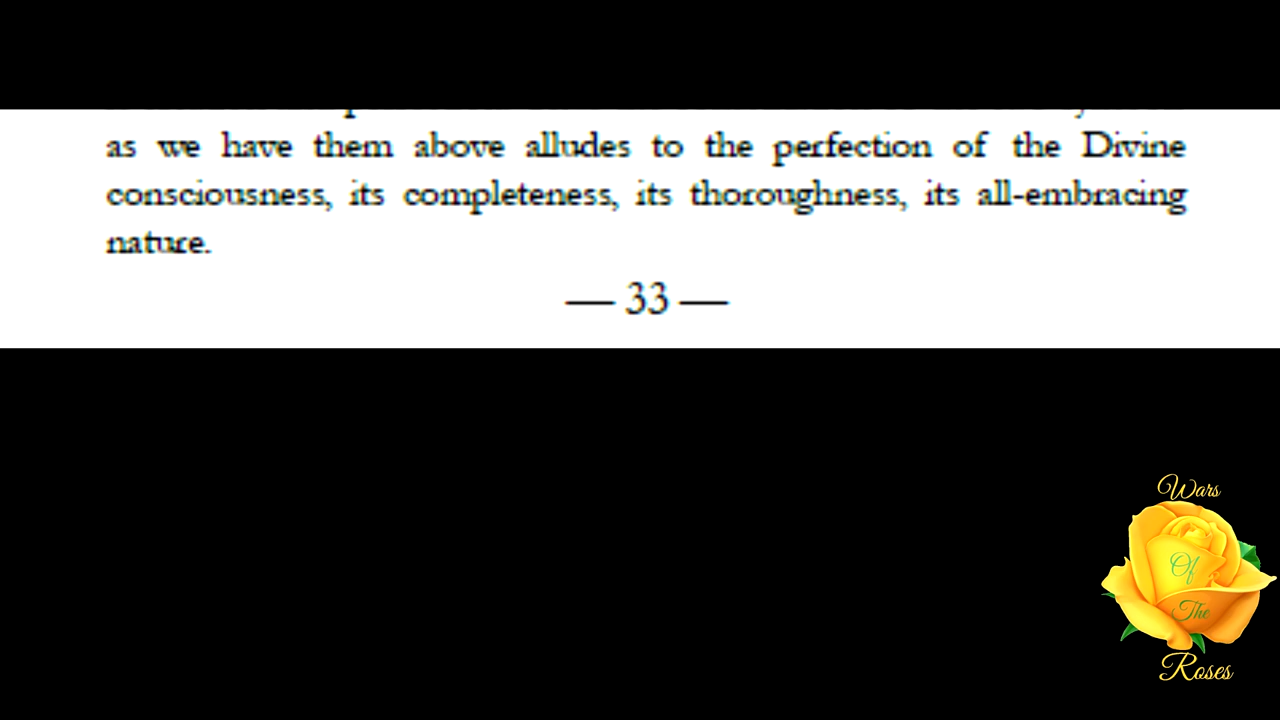 as we have them above alludes to the perfection of the Divine
consciousness, its completeness, its thoroughness, its all-embracing
nature.
— 33 —
Wars
Of
The
Roses